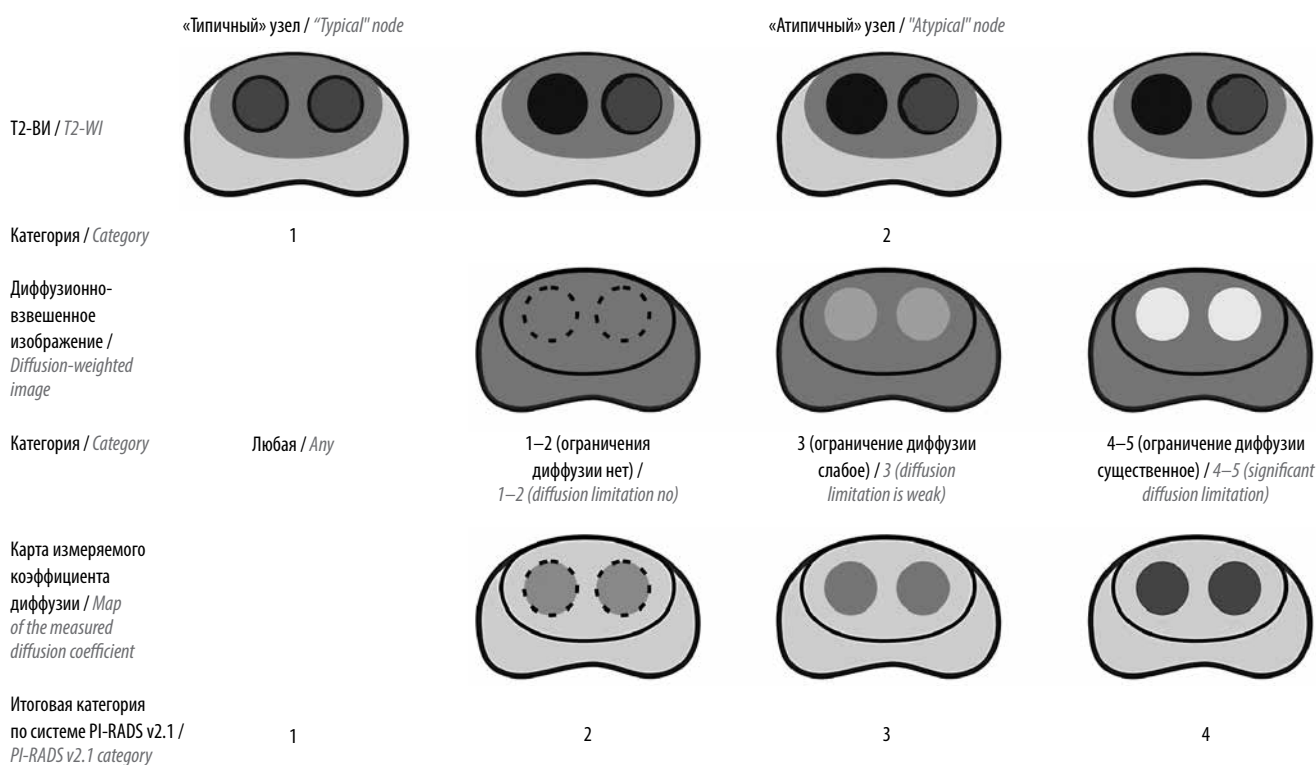 «Типичный» узел / “Typical" node
«Атипичный» узел / "Atypical" node
Т2-ВИ / T2-WI
Категория / Category
1
2
Диффузионно-
взвешенное
изображение /
Diffusion-weighted
image
Категория / Category
Любая / Any
1–2 (ограничения
диффузии нет) /
1–2 (diffusion limitation no)
3 (ограничение диффузии
слабое) / 3 (diffusion
limitation is weak)
4–5 (ограничение диффузии
существенное) / 4–5 (significant
diffusion limitation)
Карта измеряемого
коэффициента
диффузии / Map
of the measured
diffusion coefficient
Итоговая категория
по системе PI-RADS v2.1 /
PI-RADS v2.1 category
1
2
3
4